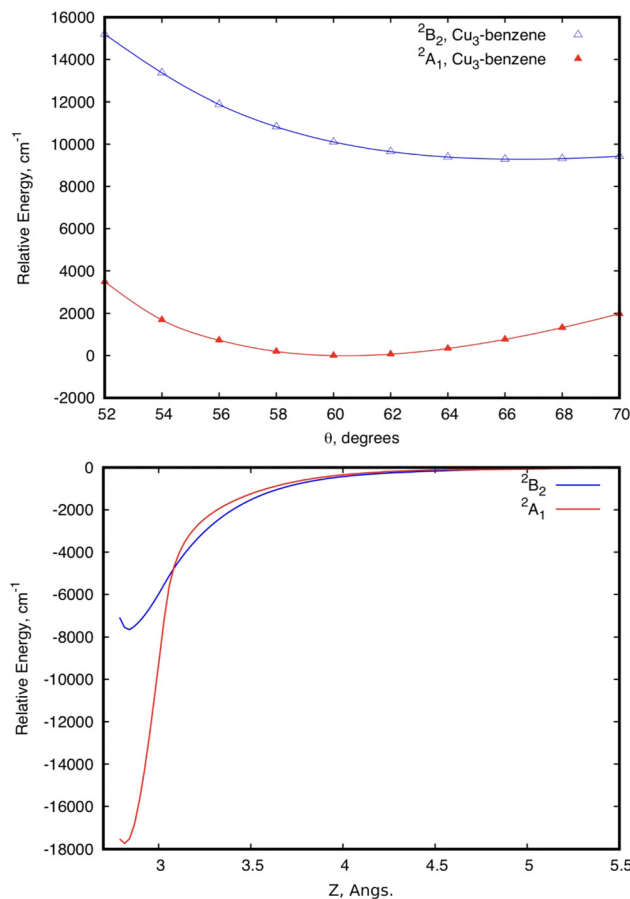 16000
14000
12000
10000
8000
6000
4000
2000
0
-2000
Relative Energy, cm⁻¹
²B₂, Cu₃-benzene
²A₁, Cu₃-benzene
52 54 56 58 60 62 64 66 68 70
θ, degrees
0
-2000
-4000
-6000
-8000
-10000
-12000
-14000
-16000
-18000
Relative Energy, cm⁻¹
²B₂
²A₁
3 3.5 4 4.5 5 5.5
Z, Angs.